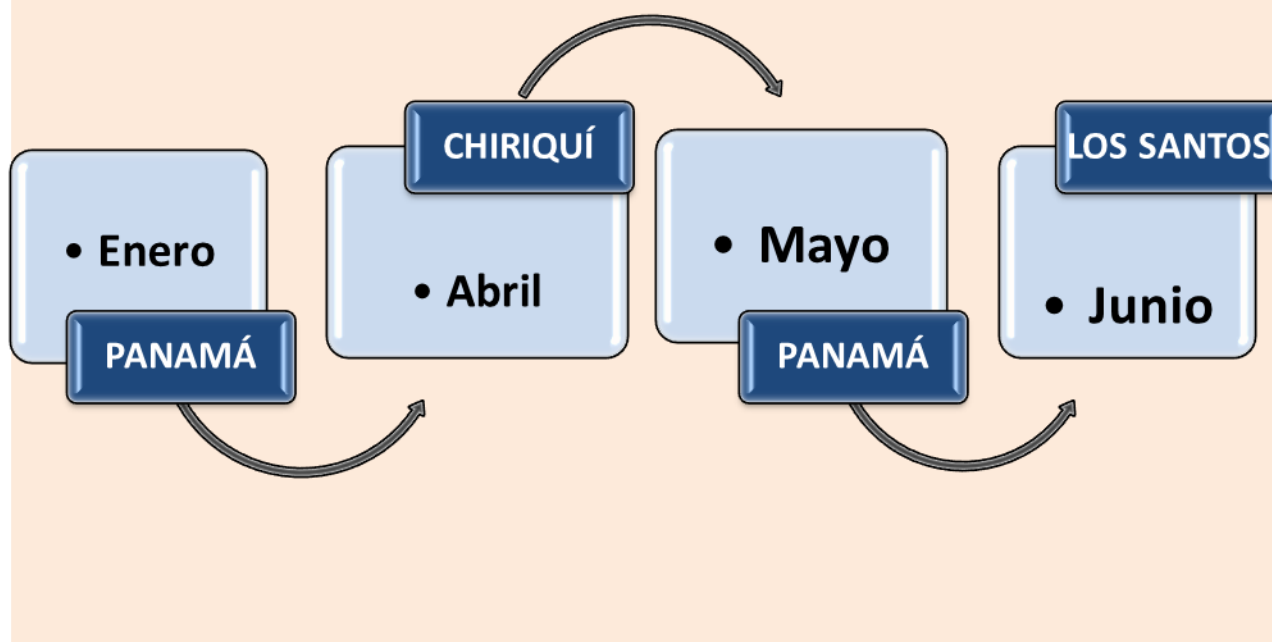 • Enero
PANAMÁ
CHIRIQUÍ
• Abril
• Mayo
PANAMÁ
LOS SANTOS
• Junio